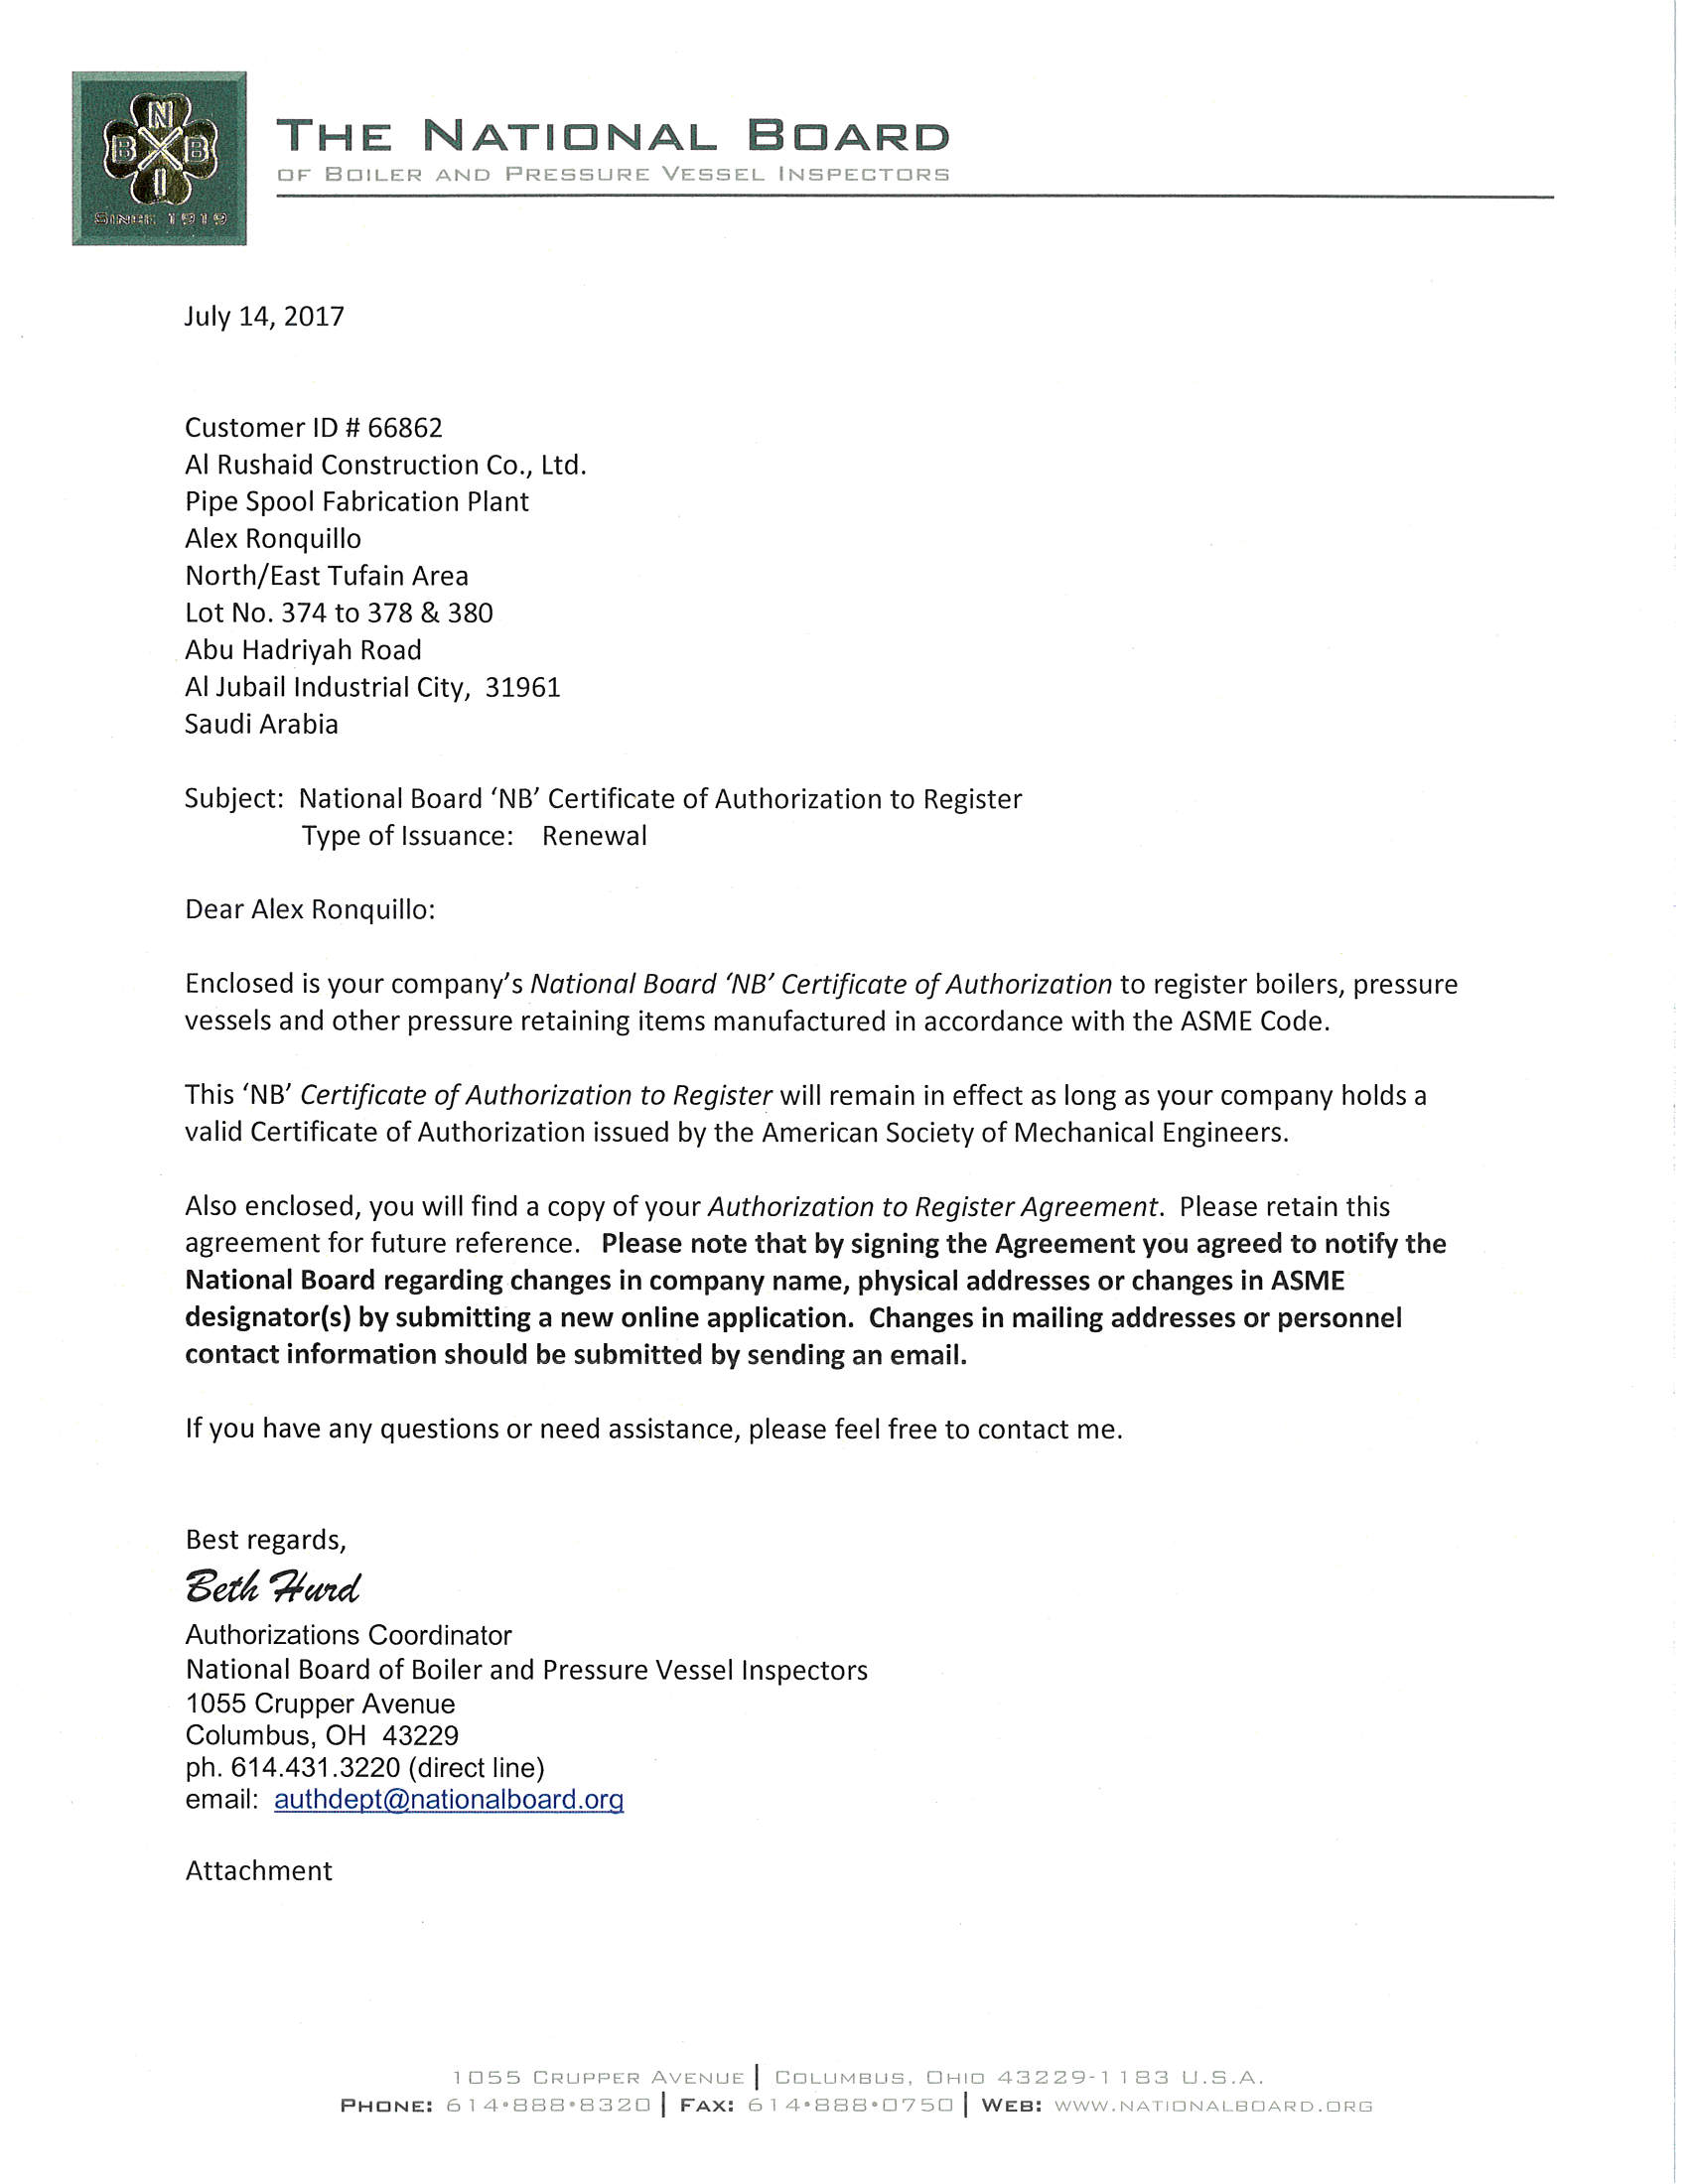 N
B B
I
SINCE 1919
THE NATIONAL BOARD
OF BOILER AND PRESSURE VESSEL INSPECTORS
July 14, 2017
Customer ID # 66862
Al Rushaid Construction Co., Ltd.
Pipe Spool Fabrication Plant
Alex Ronquillo
North/East Tufain Area
Lot No. 374 to 378 & 380
Abu Hadriyah Road
Al Jubail Industrial City,  31961
Saudi Arabia
Subject:  National Board ‘NB’ Certificate of Authorization to Register
Type of Issuance:    Renewal
Dear Alex Ronquillo:
Enclosed is your company’s National Board ‘NB’ Certificate of Authorization to register boilers, pressure
vessels and other pressure retaining items manufactured in accordance with the ASME Code.
This ‘NB’ Certificate of Authorization to Register will remain in effect as long as your company holds a
valid Certificate of Authorization issued by the American Society of Mechanical Engineers.
Also enclosed, you will find a copy of your Authorization to Register Agreement.  Please retain this
agreement for future reference.   Please note that by signing the Agreement you agreed to notify the
National Board regarding changes in company name, physical addresses or changes in ASME
designator(s) by submitting a new online application.  Changes in mailing addresses or personnel
contact information should be submitted by sending an email.
If you have any questions or need assistance, please feel free to contact me.
Best regards,
Beth Hurd
Authorizations Coordinator
National Board of Boiler and Pressure Vessel Inspectors
1055 Crupper Avenue
Columbus, OH  43229
ph. 614.431.3220 (direct line)
email:  authdept@nationalboard.org
Attachment
1055 CRUPPER AVENUE | COLUMBUS, OHIO 43229-1183 U.S.A.
PHONE: 614•888•8320 | FAX: 614•888•0750 | WEB: WWW.NATIONALBOARD.ORG